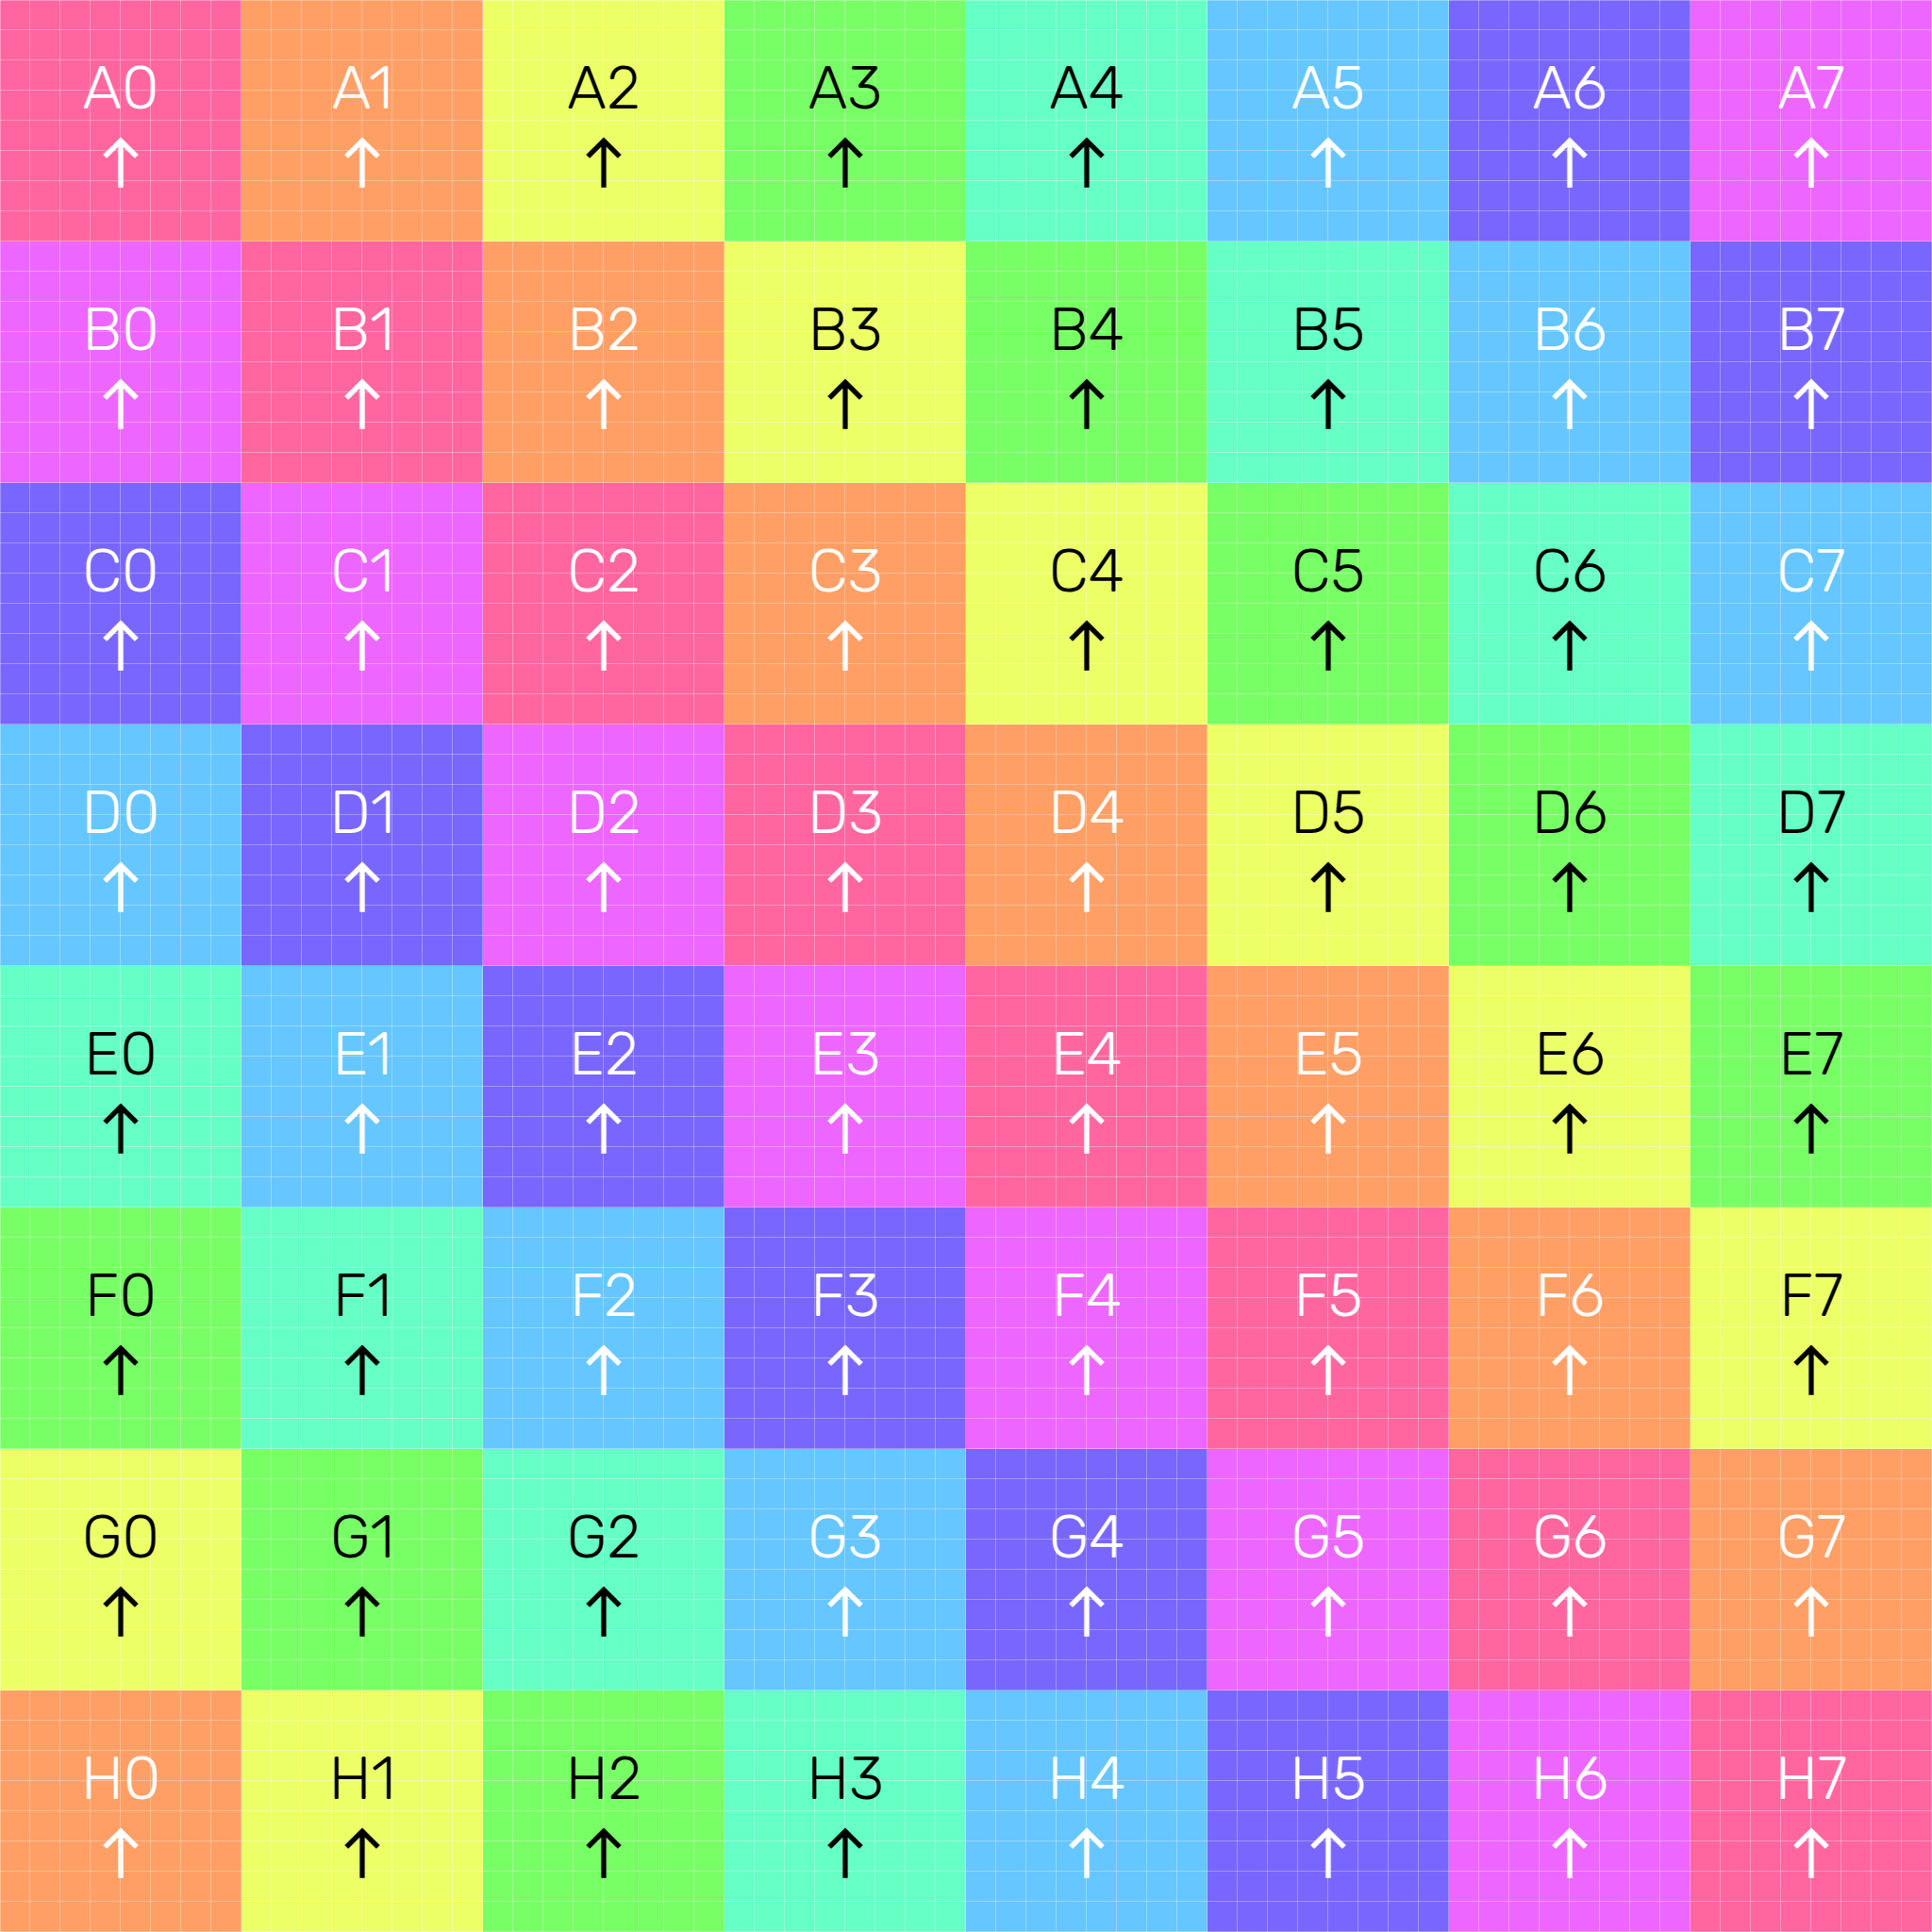 A0 A1 A2 A3 A4 A5 A6 A7
↑ ↑ ↑ ↑ ↑ ↑ ↑ ↑
B0 B1 B2 B3 B4 B5 B6 B7
↑ ↑ ↑ ↑ ↑ ↑ ↑ ↑
C0 C1 C2 C3 C4 C5 C6 C7
↑ ↑ ↑ ↑ ↑ ↑ ↑ ↑
D0 D1 D2 D3 D4 D5 D6 D7
↑ ↑ ↑ ↑ ↑ ↑ ↑ ↑
E0 E1 E2 E3 E4 E5 E6 E7
↑ ↑ ↑ ↑ ↑ ↑ ↑ ↑
F0 F1 F2 F3 F4 F5 F6 F7
↑ ↑ ↑ ↑ ↑ ↑ ↑ ↑
G0 G1 G2 G3 G4 G5 G6 G7
↑ ↑ ↑ ↑ ↑ ↑ ↑ ↑
H0 H1 H2 H3 H4 H5 H6 H7
↑ ↑ ↑ ↑ ↑ ↑ ↑ ↑